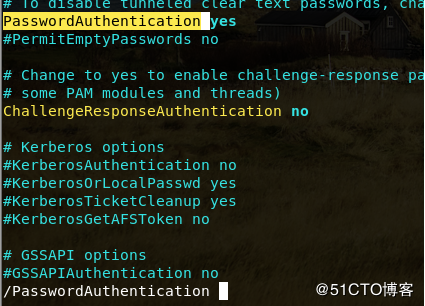 # To disable tunneled clear text passwords, cha
PasswordAuthentication yes
#PermitEmptyPasswords no
# Change to yes to enable challenge-response pa
# some PAM modules and threads)
ChallengeResponseAuthentication no
# Kerberos options
#KerberosAuthentication no
#KerberosOrLocalPasswd yes
#KerberosTicketCleanup yes
#KerberosGetAFSToken no
# GSSAPI options
#GSSAPIAuthentication no
/PasswordAuthentication
@51CTO博客